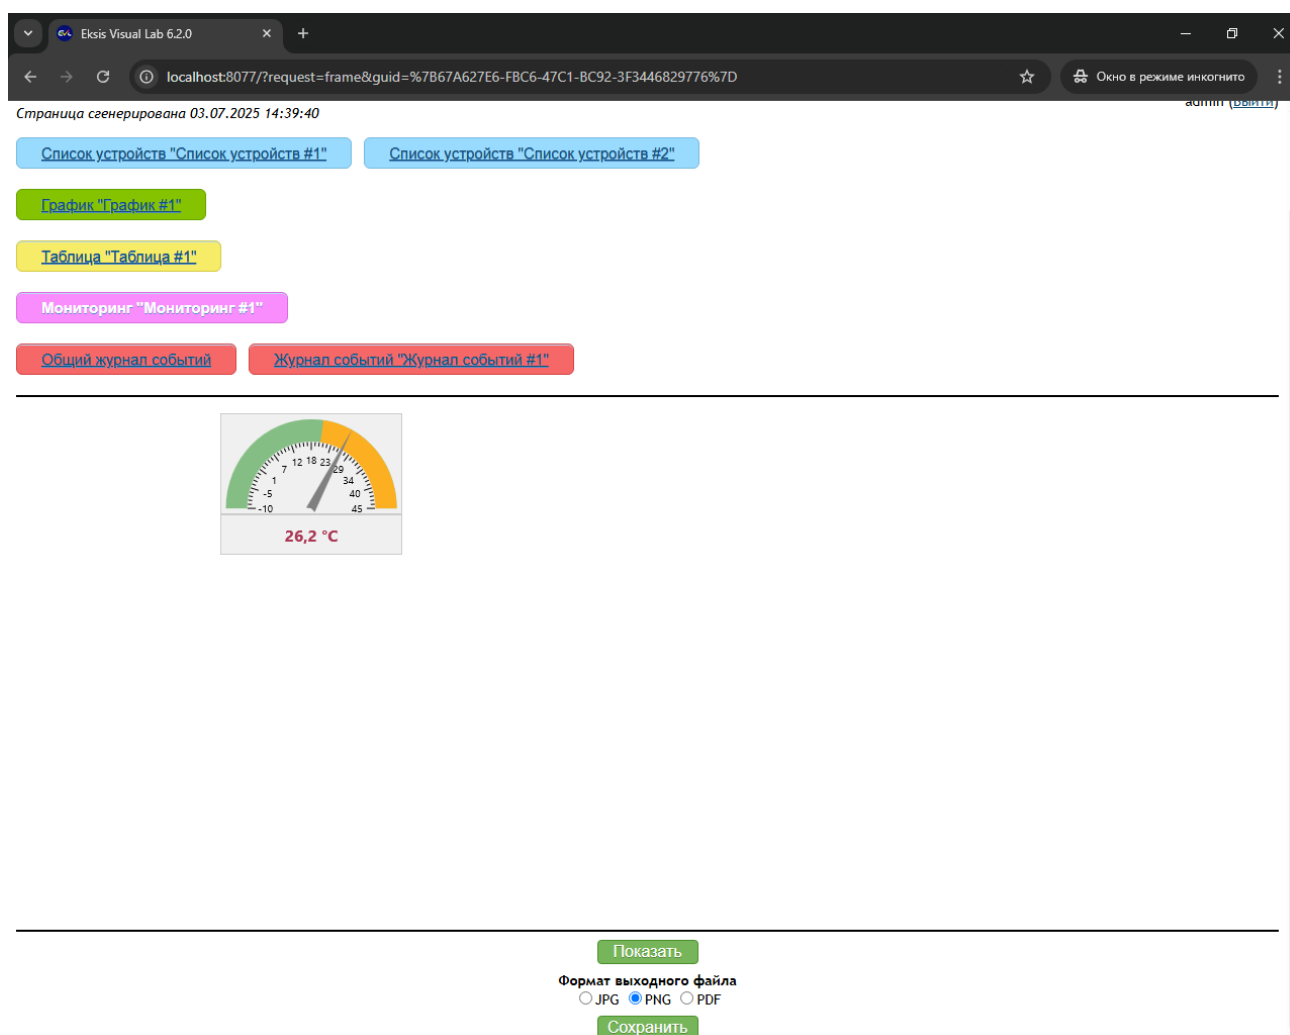 Eksis Visual Lab 6.2.0
localhost:8077/?request=frame&guid=%7B67A627E6-FBC6-47C1-BC92-3F3446829776%7D
Окно в режиме инкогнито
admin (Выйти)
Страница сгенерирована 03.07.2025 14:39:40
Список устройств "Список устройств #1" Список устройств "Список устройств #2"
График "График #1"
Таблица "Таблица #1"
Мониторинг "Мониторинг #1"
Общий журнал событий Журнал событий "Журнал событий #1"
-10 -5 1 7 12 18 23 29 34 40 45
26,2 °C
Показать
Формат выходного файла
JPG PNG PDF
Сохранить